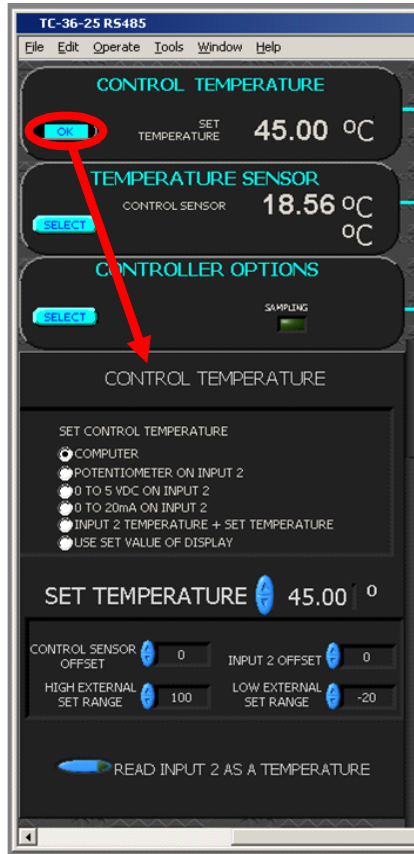 TC-36-25 RS485
File Edit Operate Tools Window Help
CONTROL TEMPERATURE
OK
SET
TEMPERATURE
45.00 ºC
TEMPERATURE SENSOR
CONTROL SENSOR
18.56 ºC
SELECT
ºC
CONTROLLER OPTIONS
SELECT
SAMPLING
CONTROL TEMPERATURE
SET CONTROL TEMPERATURE
COMPUTER
POTENTIOMETER ON INPUT 2
0 TO 5 VDC ON INPUT 2
0 TO 20mA ON INPUT 2
INPUT 2 TEMPERATURE + SET TEMPERATURE
USE SET VALUE OF DISPLAY
SET TEMPERATURE 45.00 º
CONTROL SENSOR
OFFSET
0
INPUT 2 OFFSET 0
HIGH EXTERNAL
SET RANGE
100
LOW EXTERNAL
SET RANGE
-20
READ INPUT 2 AS A TEMPERATURE